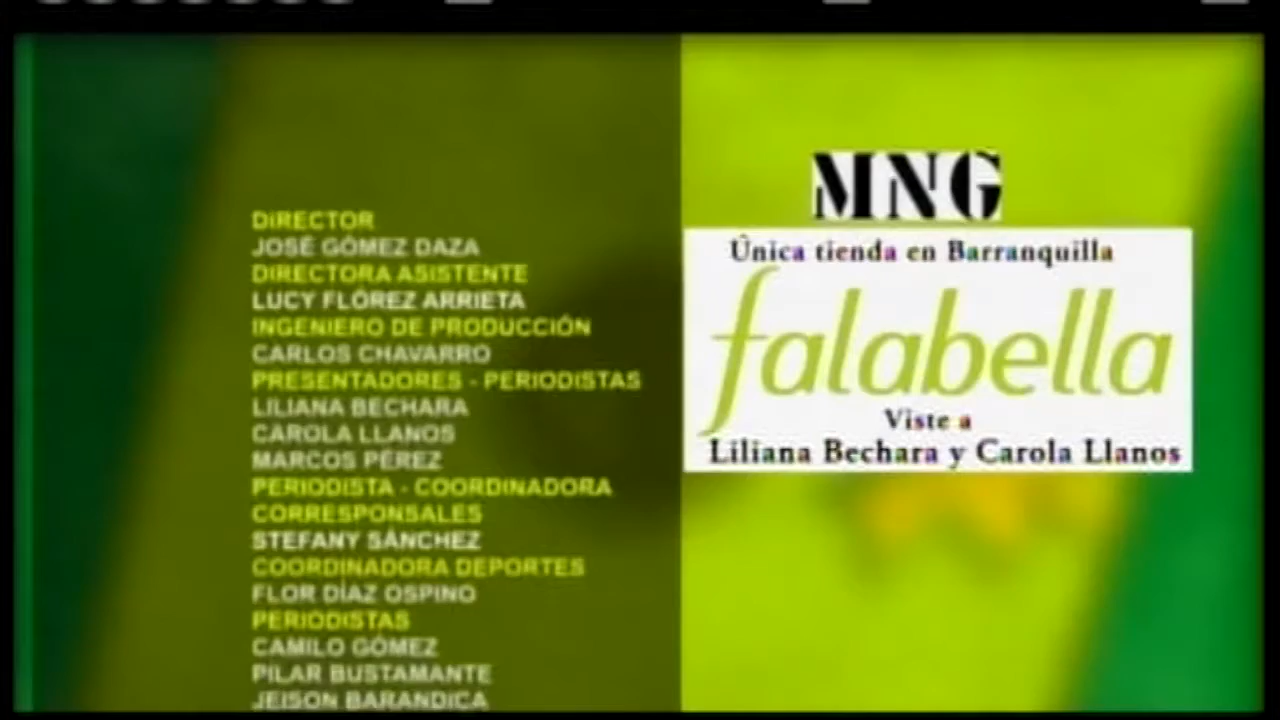 DIRECTOR
JOSÉ GÓMEZ DAZA
DIRECTORA ASISTENTE
LUCY FLÓREZ ARRIETA
INGENIERO DE PRODUCCIÓN
CARLOS CHAVARRO
PRESENTADORES - PERIODISTAS
LILIANA BECHARA
CAROLA LLANOS
MARCOS PÉREZ
PERIODISTA - COORDINADORA
CORRESPONSALES
STEFANY SÁNCHEZ
COORDINADORA DEPORTES
FLOR DÍAZ OSPINO
PERIODISTAS
CAMILO GÓMEZ
PILAR BUSTAMANTE
JEISON BARANDICA
MNG
Única tienda en Barranquilla
falabella
Viste a
Liliana Bechara y Carola Llanos